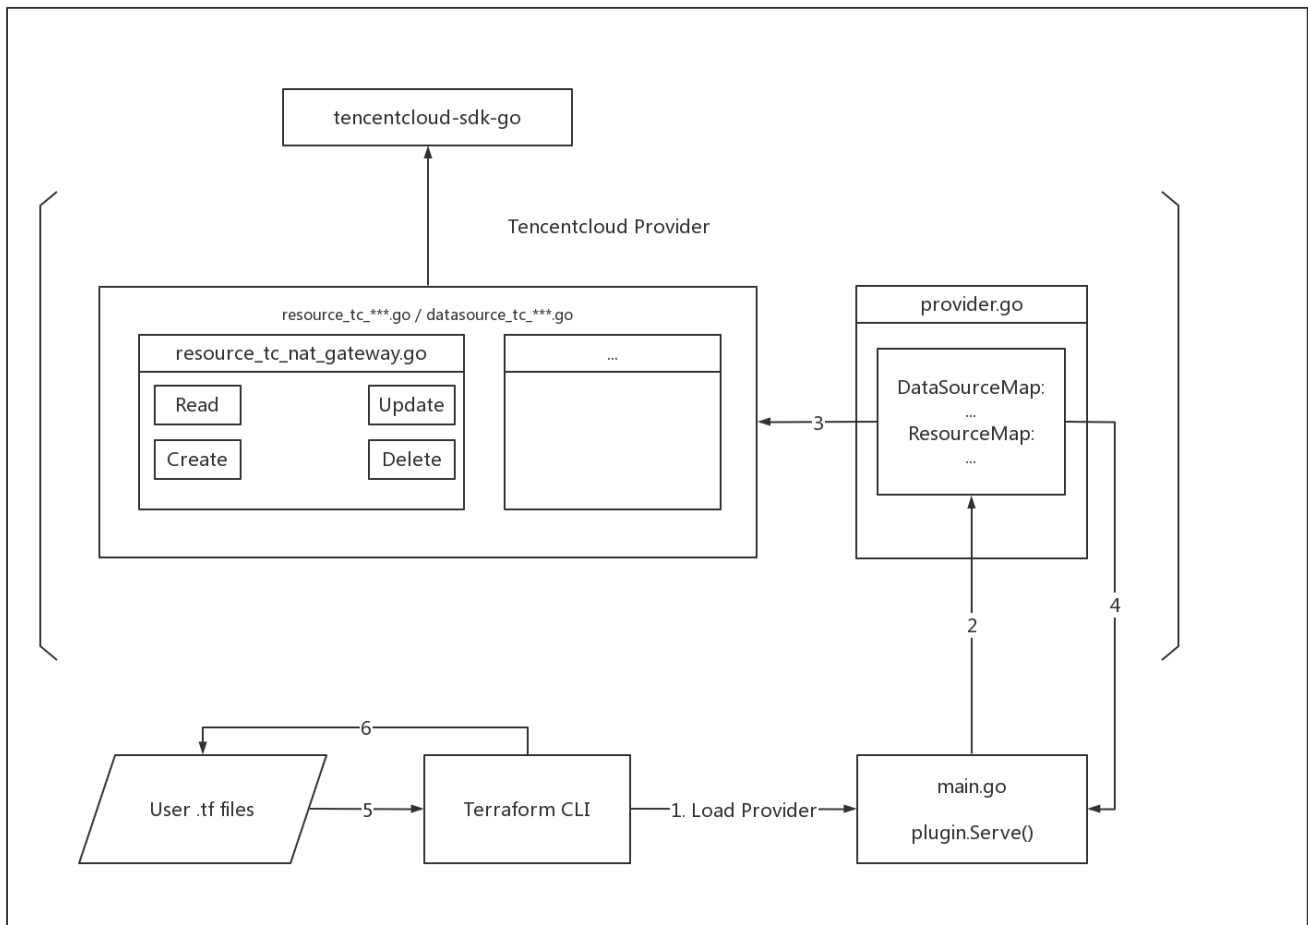 tencentcloud-sdk-go
Tencentcloud Provider
resource_tc_***.go / datasource_tc_***.go
resource_tc_nat_gateway.go
...
Read
Update
Create
Delete
provider.go
DataSourceMap:
...
ResourceMap:
...
3
4
2
6
User .tf files
5
Terraform CLI
1. Load Provider
main.go
plugin.Serve()